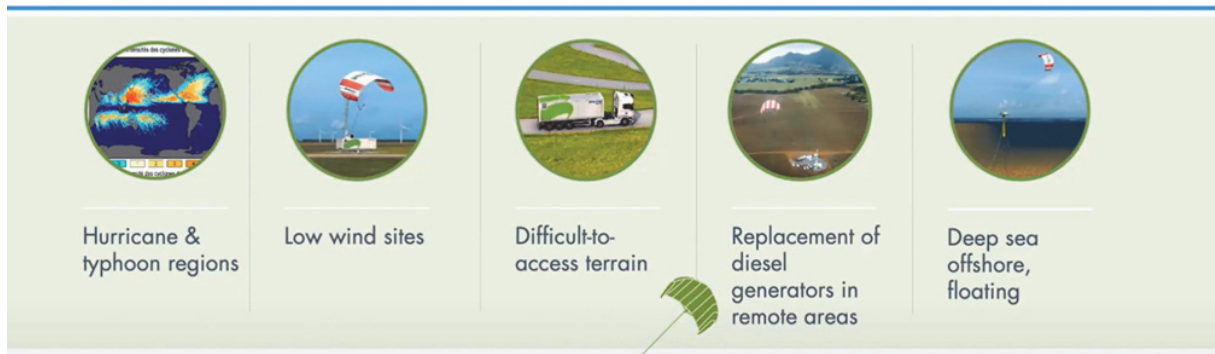 Hurricane &
typhoon regions
Low wind sites
Difficult-to-
access terrain
Replacement of
diesel
generators in
remote areas
Deep sea
offshore,
floating